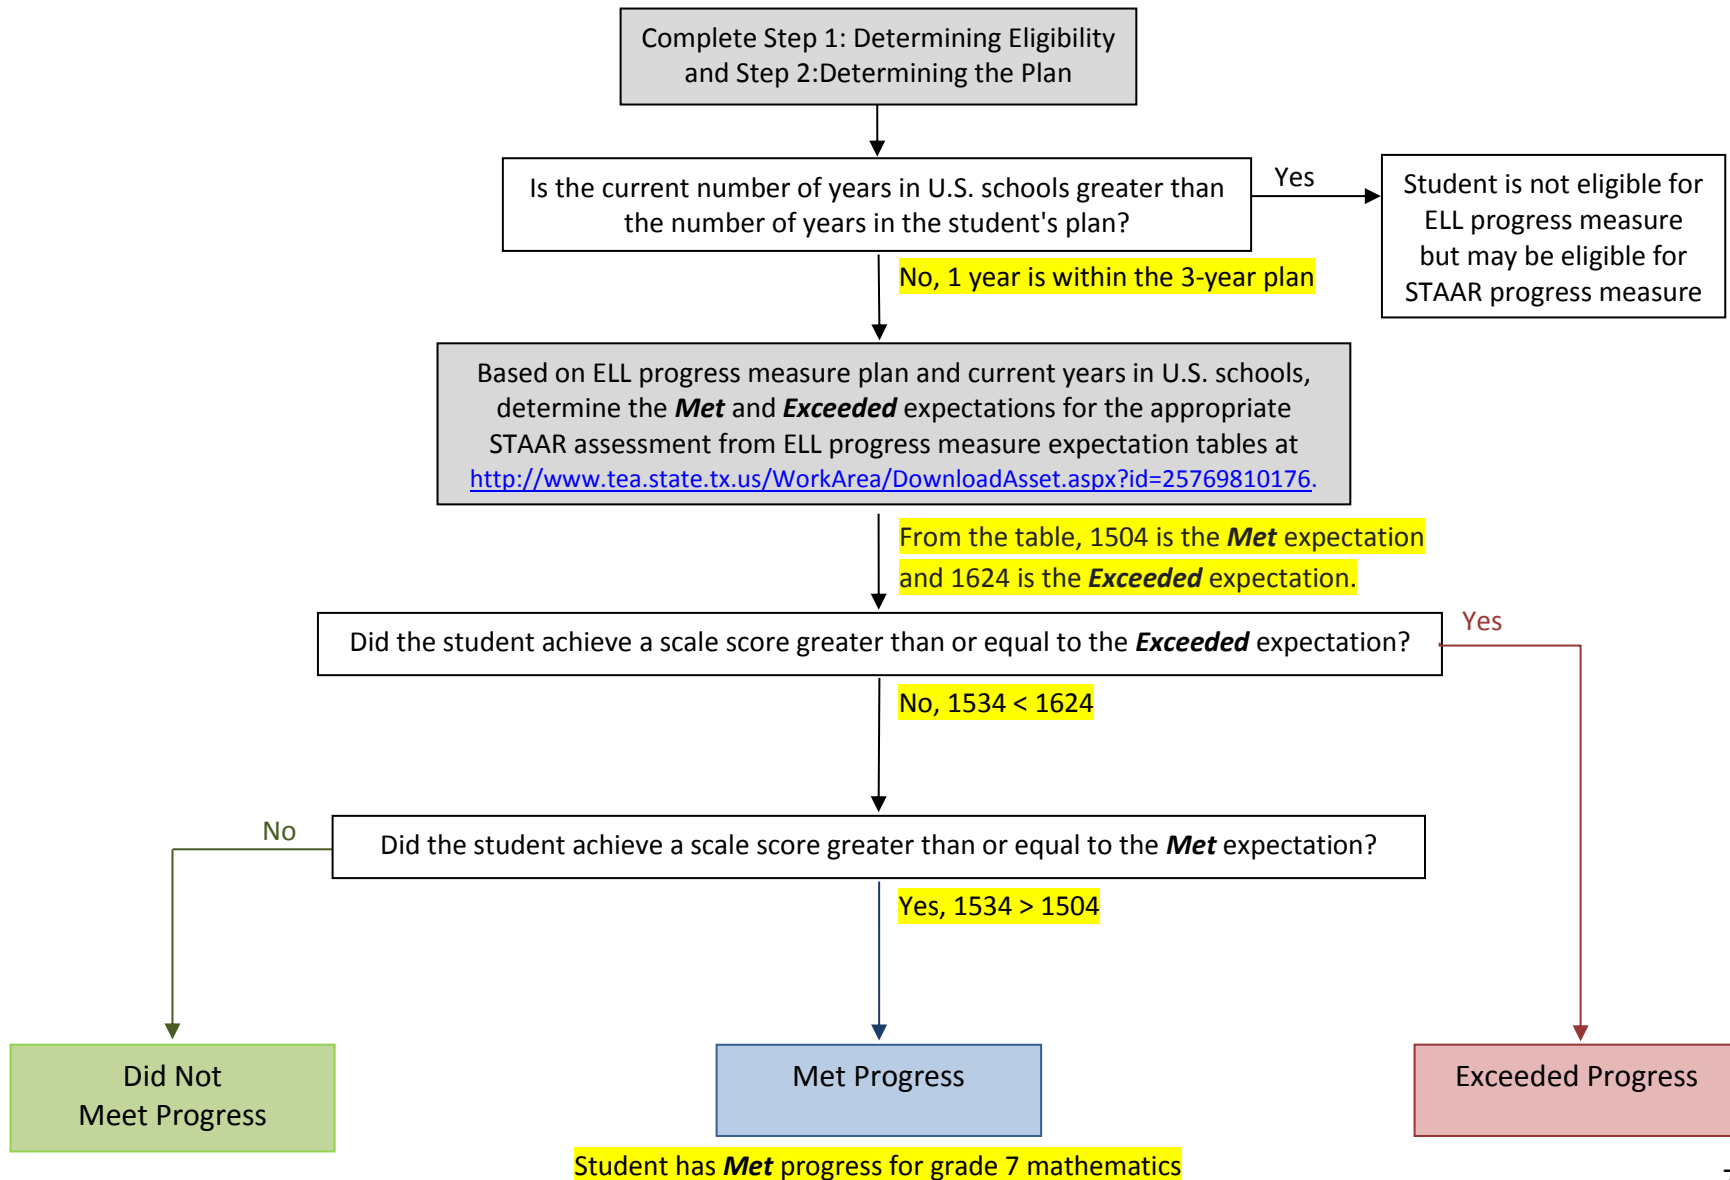 Complete Step 1: Determining Eligibility
and Step 2:Determining the Plan
Is the current number of years in U.S. schools greater than
the number of years in the student's plan?
Yes
Student is not eligible for
ELL progress measure
but may be eligible for
STAAR progress measure
No, 1 year is within the 3-year plan
Based on ELL progress measure plan and current years in U.S. schools,
determine the Met and Exceeded expectations for the appropriate
STAAR assessment from ELL progress measure expectation tables at
http://www.tea.state.tx.us/WorkArea/DownloadAsset.aspx?id=25769810176.
From the table, 1504 is the Met expectation
and 1624 is the Exceeded expectation.
Did the student achieve a scale score greater than or equal to the Exceeded expectation?
Yes
No, 1534 < 1624
No
Did the student achieve a scale score greater than or equal to the Met expectation?
Yes, 1534 > 1504
Did Not
Meet Progress
Met Progress
Exceeded Progress
Student has Met progress for grade 7 mathematics